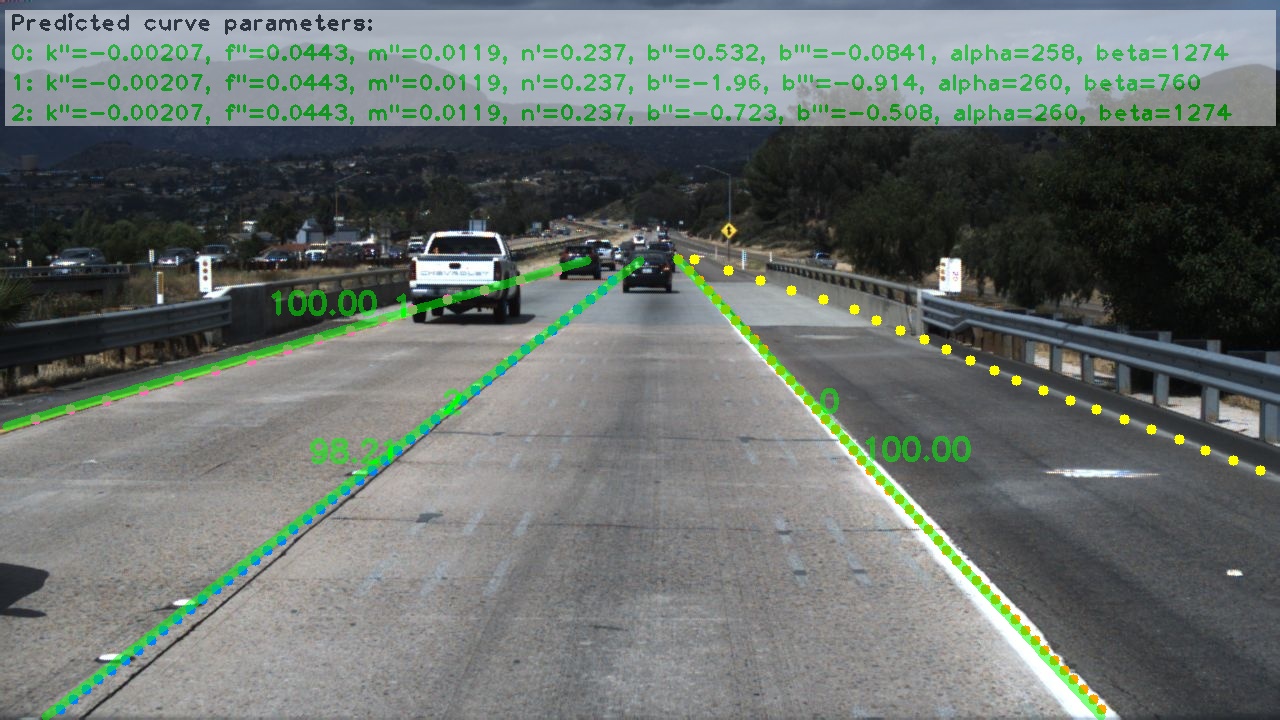 Predicted curve parameters:
0: k''=-0.00207, f''=0.0443, m''=0.0119, n'=0.237, b''=0.532, b'''=-0.0841, alpha=258, beta=1274
1: k''=-0.00207, f''=0.0443, m''=0.0119, n'=0.237, b''=-1.96, b'''=-0.914, alpha=260, beta=760
2: k''=-0.00207, f''=0.0443, m''=0.0119, n'=0.237, b''=-0.723, b'''=-0.508, alpha=260, beta=1274
CHEVROLET
100.00 1
2
0
98.21
100.00